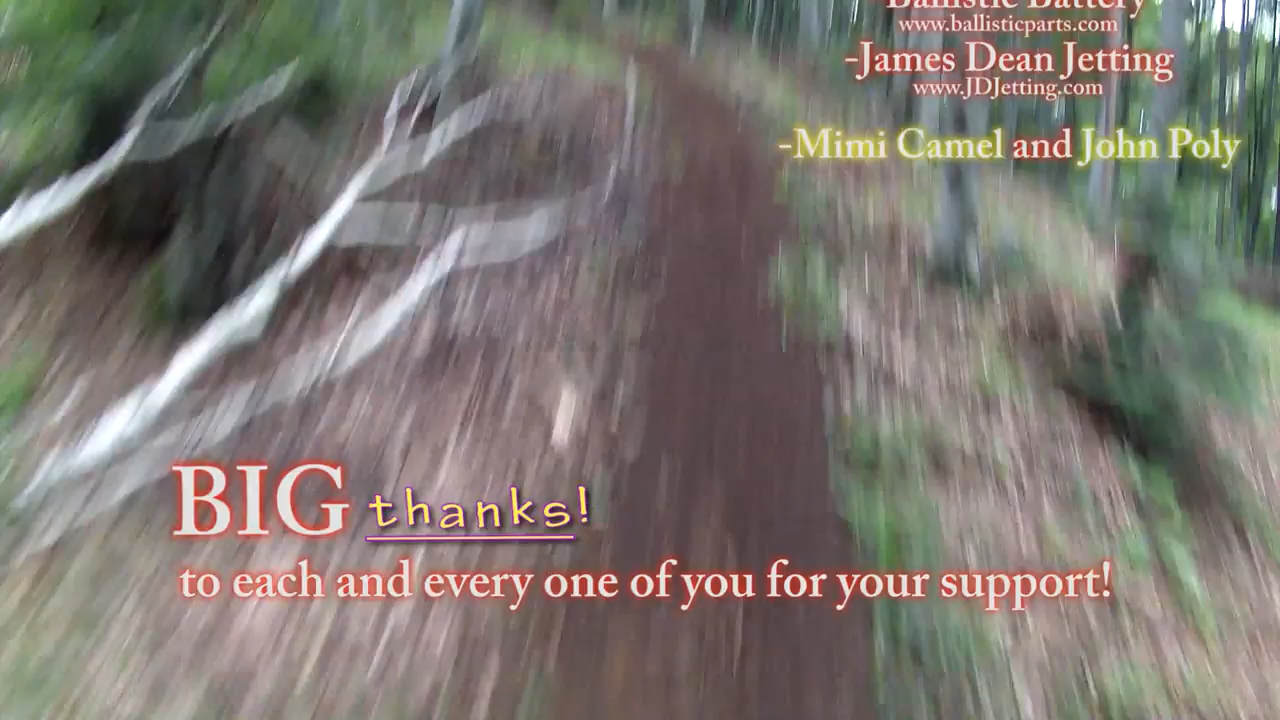 Ballistic Battery
www.ballisticparts.com
-James Dean Jetting
www.JDJetting.com
-Mimi Camel and John Poly
BIG thanks!
to each and every one of you for your support!